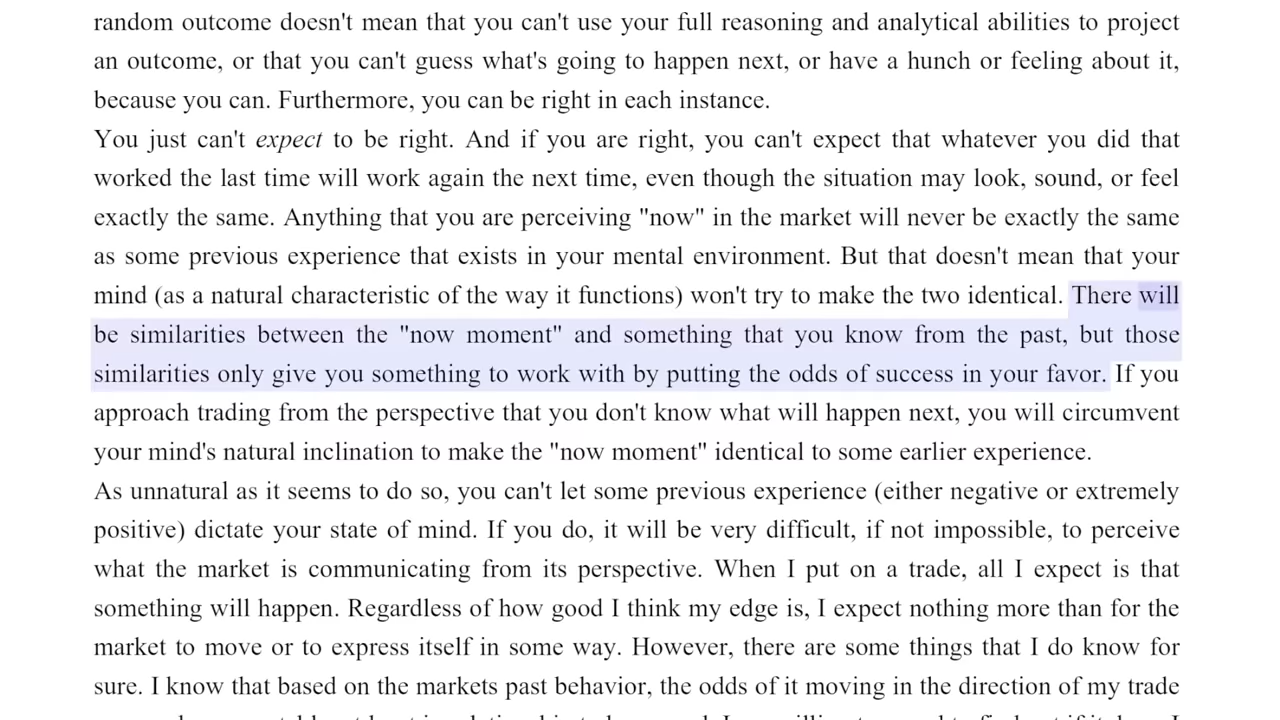 random outcome doesn't mean that you can't use your full reasoning and analytical abilities to project
an outcome, or that you can't guess what's going to happen next, or have a hunch or feeling about it,
because you can. Furthermore, you can be right in each instance.
You just can't expect to be right. And if you are right, you can't expect that whatever you did that
worked the last time will work again the next time, even though the situation may look, sound, or feel
exactly the same. Anything that you are perceiving "now" in the market will never be exactly the same
as some previous experience that exists in your mental environment. But that doesn't mean that your
mind (as a natural characteristic of the way it functions) won't try to make the two identical. There will
be similarities between the "now moment" and something that you know from the past, but those
similarities only give you something to work with by putting the odds of success in your favor. If you
approach trading from the perspective that you don't know what will happen next, you will circumvent
your mind's natural inclination to make the "now moment" identical to some earlier experience.
As unnatural as it seems to do so, you can't let some previous experience (either negative or extremely
positive) dictate your state of mind. If you do, it will be very difficult, if not impossible, to perceive
what the market is communicating from its perspective. When I put on a trade, all I expect is that
something will happen. Regardless of how good I think my edge is, I expect nothing more than for the
market to move or to express itself in some way. However, there are some things that I do know for
sure. I know that based on the markets past behavior, the odds of it moving in the direction of my trade